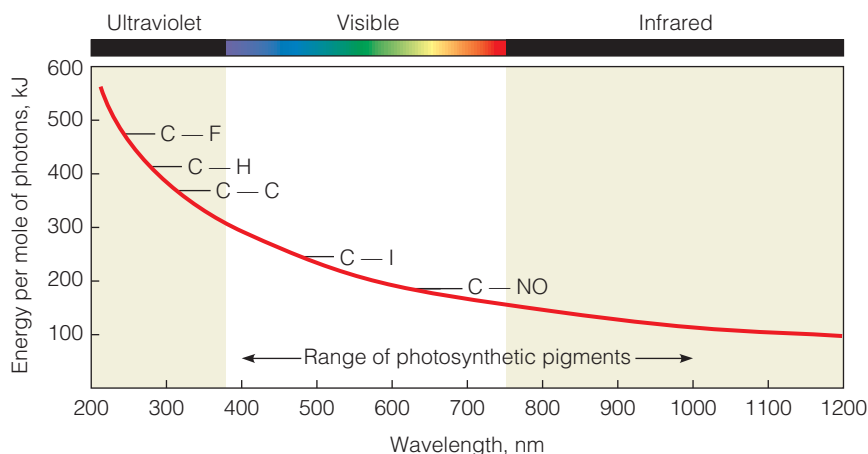 Ultraviolet Visible Infrared
Energy per mole of photons, kJ
600
500
400
300
200
100
C — F
C — H
C — C
C — I
C — NO
Range of photosynthetic pigments
200 300 400 500 600 700 800 900 1000 1100 1200
Wavelength, nm